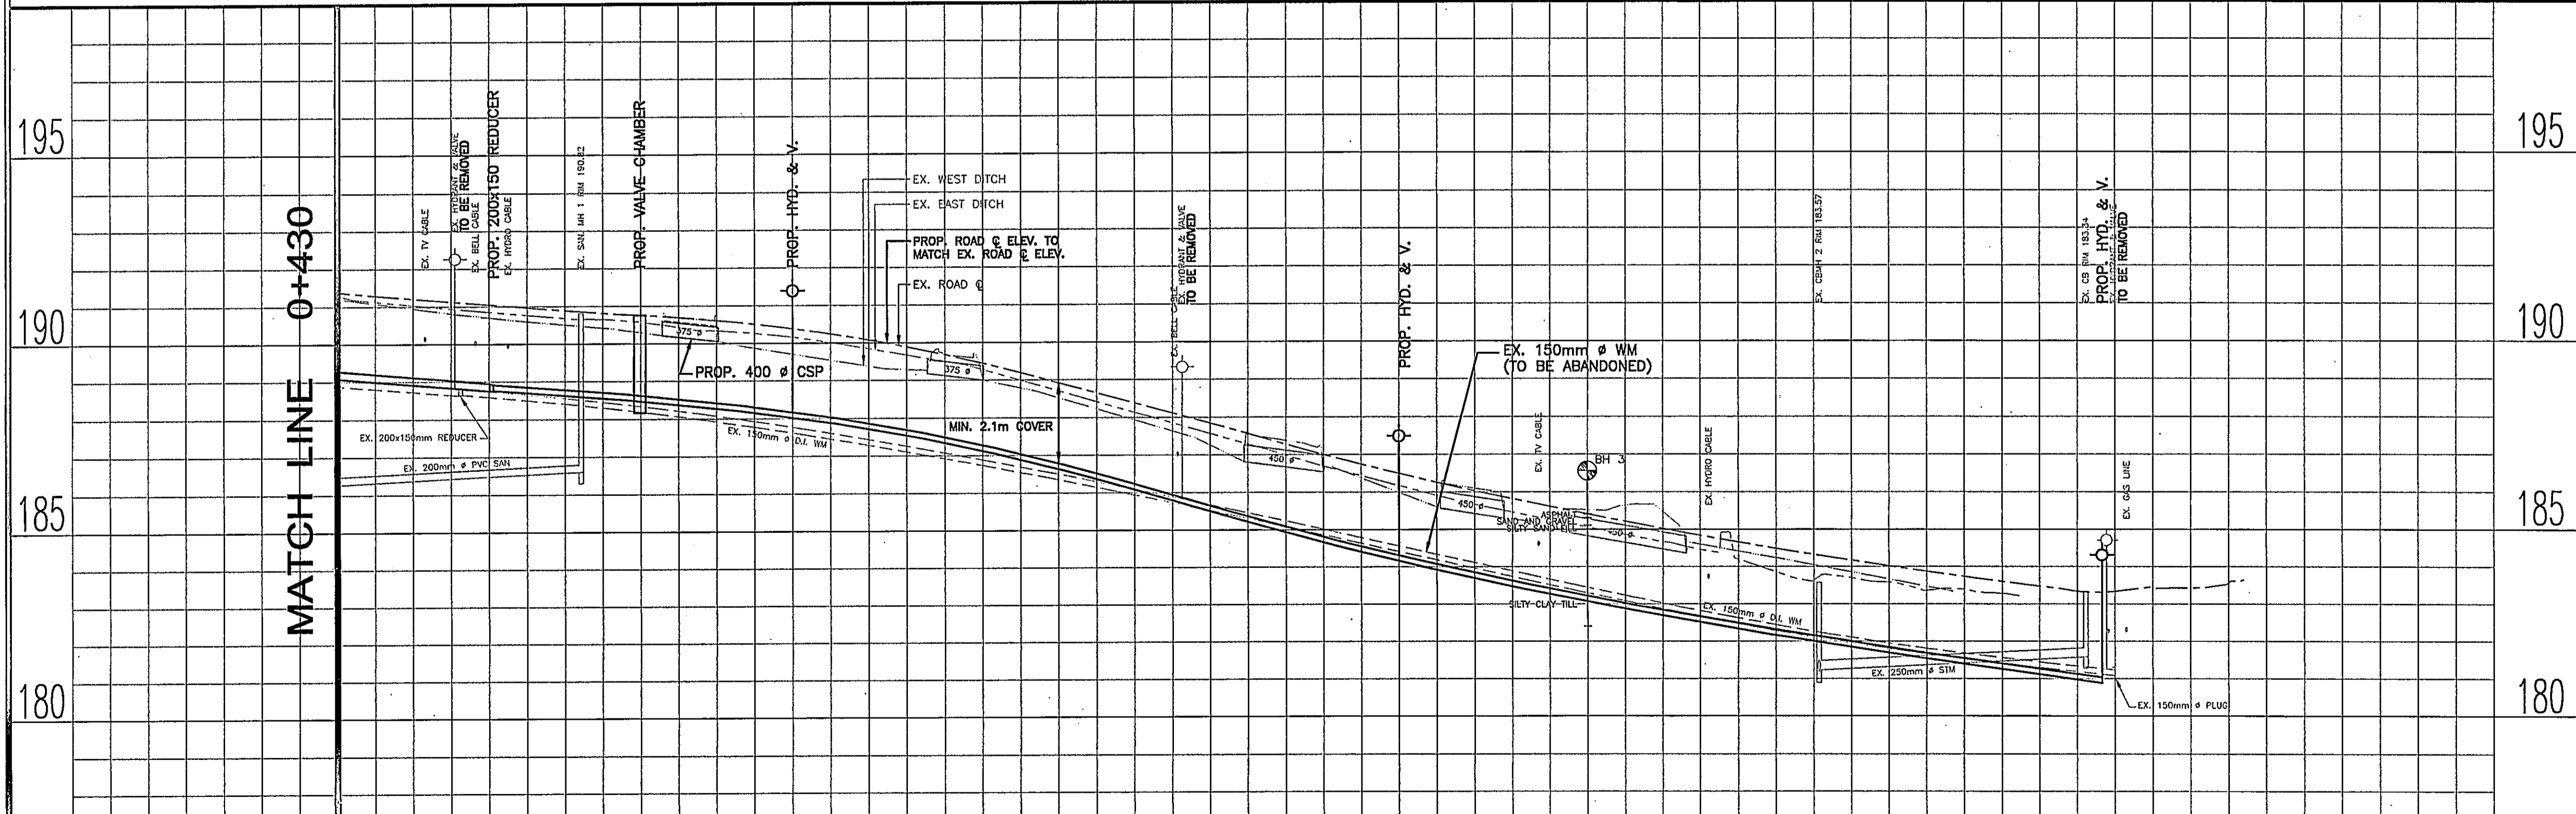 195
190
185
180
MATCH LINE 0+430
EX. TV CABLE
EX. HYDRANT & VALVE
TO BE REMOVED
EX. BELL CABLE
PROP. 200x150 REDUCER
EX. HYDRO CABLE
EX. SAN. MH 1 RIM 190.82
PROP. VALVE CHAMBER
PROP. HYD. & V.
EX. WEST DITCH
EX. EAST DITCH
PROP. ROAD ℄ ELEV. TO
MATCH EX. ROAD ℄ ELEV.
EX. ROAD ℄
375 ø
PROP. 400 ø CSP
375 ø
EX. 200x150mm REDUCER
EX. 200mm ø PVC SAN
EX. 150mm ø D.I. WM
MIN. 2.1m COVER
EX. BELL CABLE
EX. HYDRANT & VALVE
TO BE REMOVED
450 ø
PROP. HYD. & V.
EX. 150mm ø WM
(TO BE ABANDONED)
450 ø
EX. TV CABLE
BH 3
ASPHALT
SAND AND GRAVEL
SILTY SAND FILL
450 ø
SILTY CLAY TILL
EX. HYDRO CABLE
EX. 150mm ø D.I. WM
EX. CBMH 2 RIM 183.57
EX. 250mm ø STM
EX. CB RIM 183.34
PROP. HYD. & V.
EX. HYDRANT & VALVE
TO BE REMOVED
EX. GAS LINE
EX. 150mm ø PLUG
195
190
185
180